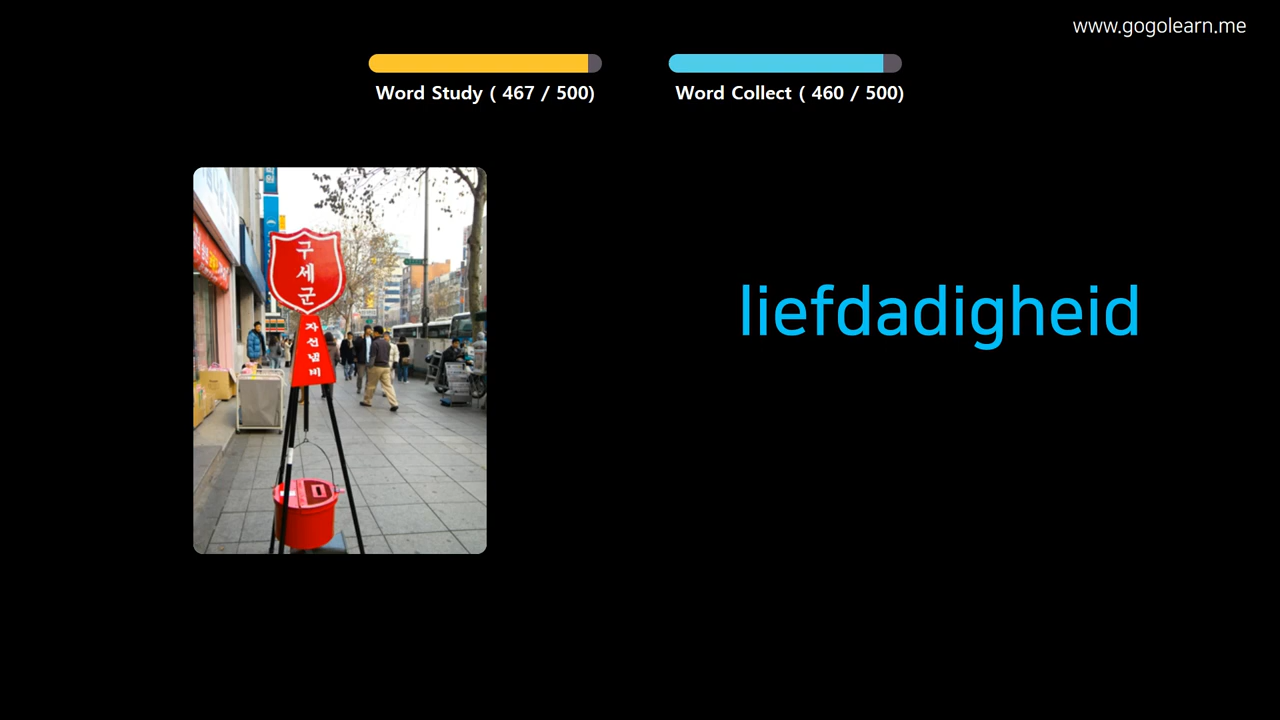 www.gogolearn.me
Word Study ( 467 / 500)
Word Collect ( 460 / 500)
구
세
군
자
선
냄
비
liefdadigheid